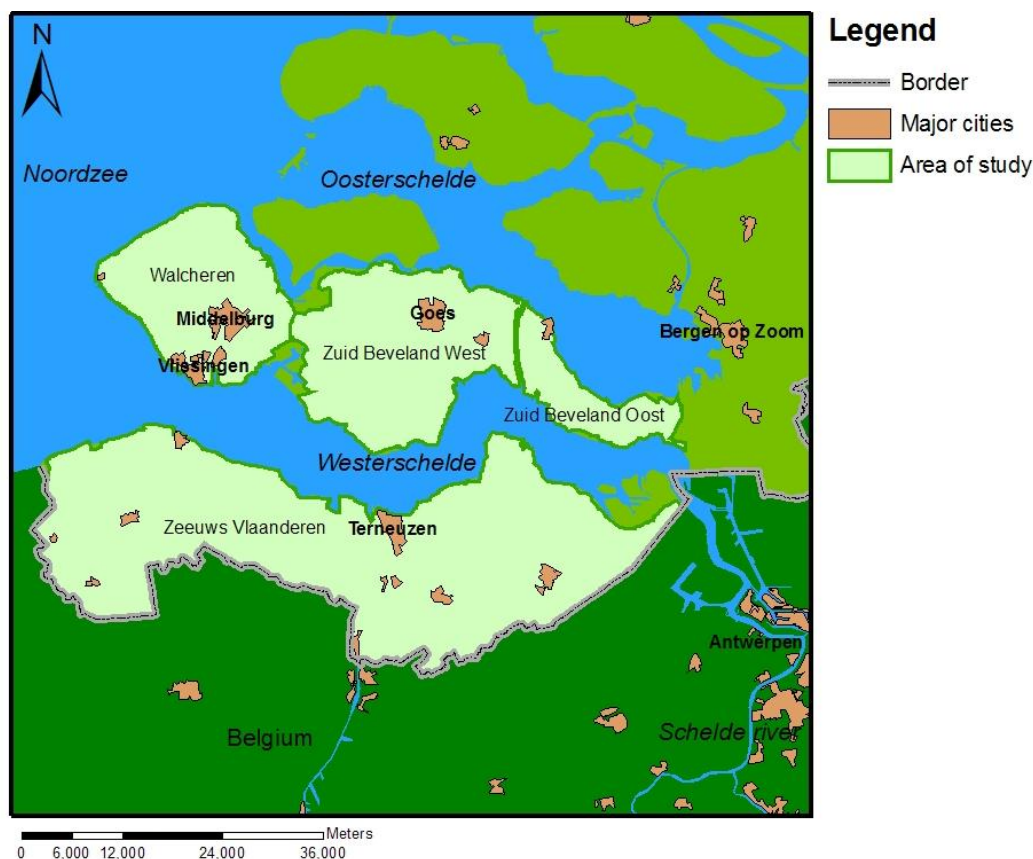 N
Noordzee
Oosterschelde
Walcheren
Middelburg
Goes
Bergen op Zoom
Zuid Beveland West
Vlissingen
Zuid Beveland Oost
Westerschelde
Zeeuws Vlaanderen
Terneuzen
Antwerpen
Belgium
Schelde river
Legend
Border
Major cities
Area of study
Meters
0 6.000 12.000 24.000 36.000